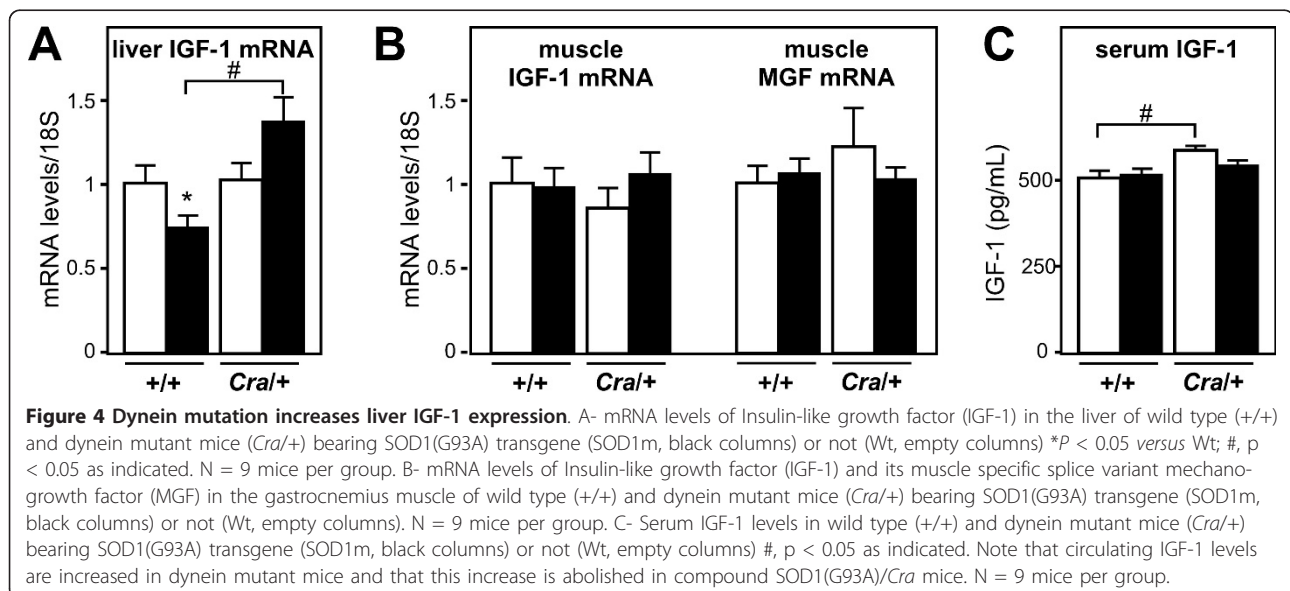 A
liver IGF-1 mRNA
#
mRNA levels/18S
1.5
1
0.5
0
*
+/+
Cra/+
B
muscle
IGF-1 mRNA
muscle
MGF mRNA
mRNA levels/18S
1.5
1
0.5
0
+/+
Cra/+
+/+
Cra/+
C
serum IGF-1
#
IGF-1 (pg/mL)
500
250
0
+/+
Cra/+
Figure 4 Dynein mutation increases liver IGF-1 expression. A- mRNA levels of Insulin-like growth factor (IGF-1) in the liver of wild type (+/+)
and dynein mutant mice (Cra/+) bearing SOD1(G93A) transgene (SOD1m, black columns) or not (Wt, empty columns) *P < 0.05 versus Wt; #, p
< 0.05 as indicated. N = 9 mice per group. B- mRNA levels of Insulin-like growth factor (IGF-1) and its muscle specific splice variant mechano-
growth factor (MGF) in the gastrocnemius muscle of wild type (+/+) and dynein mutant mice (Cra/+) bearing SOD1(G93A) transgene (SOD1m,
black columns) or not (Wt, empty columns). N = 9 mice per group. C- Serum IGF-1 levels in wild type (+/+) and dynein mutant mice (Cra/+)
bearing SOD1(G93A) transgene (SOD1m, black columns) or not (Wt, empty columns) #, p < 0.05 as indicated. Note that circulating IGF-1 levels
are increased in dynein mutant mice and that this increase is abolished in compound SOD1(G93A)/Cra mice. N = 9 mice per group.